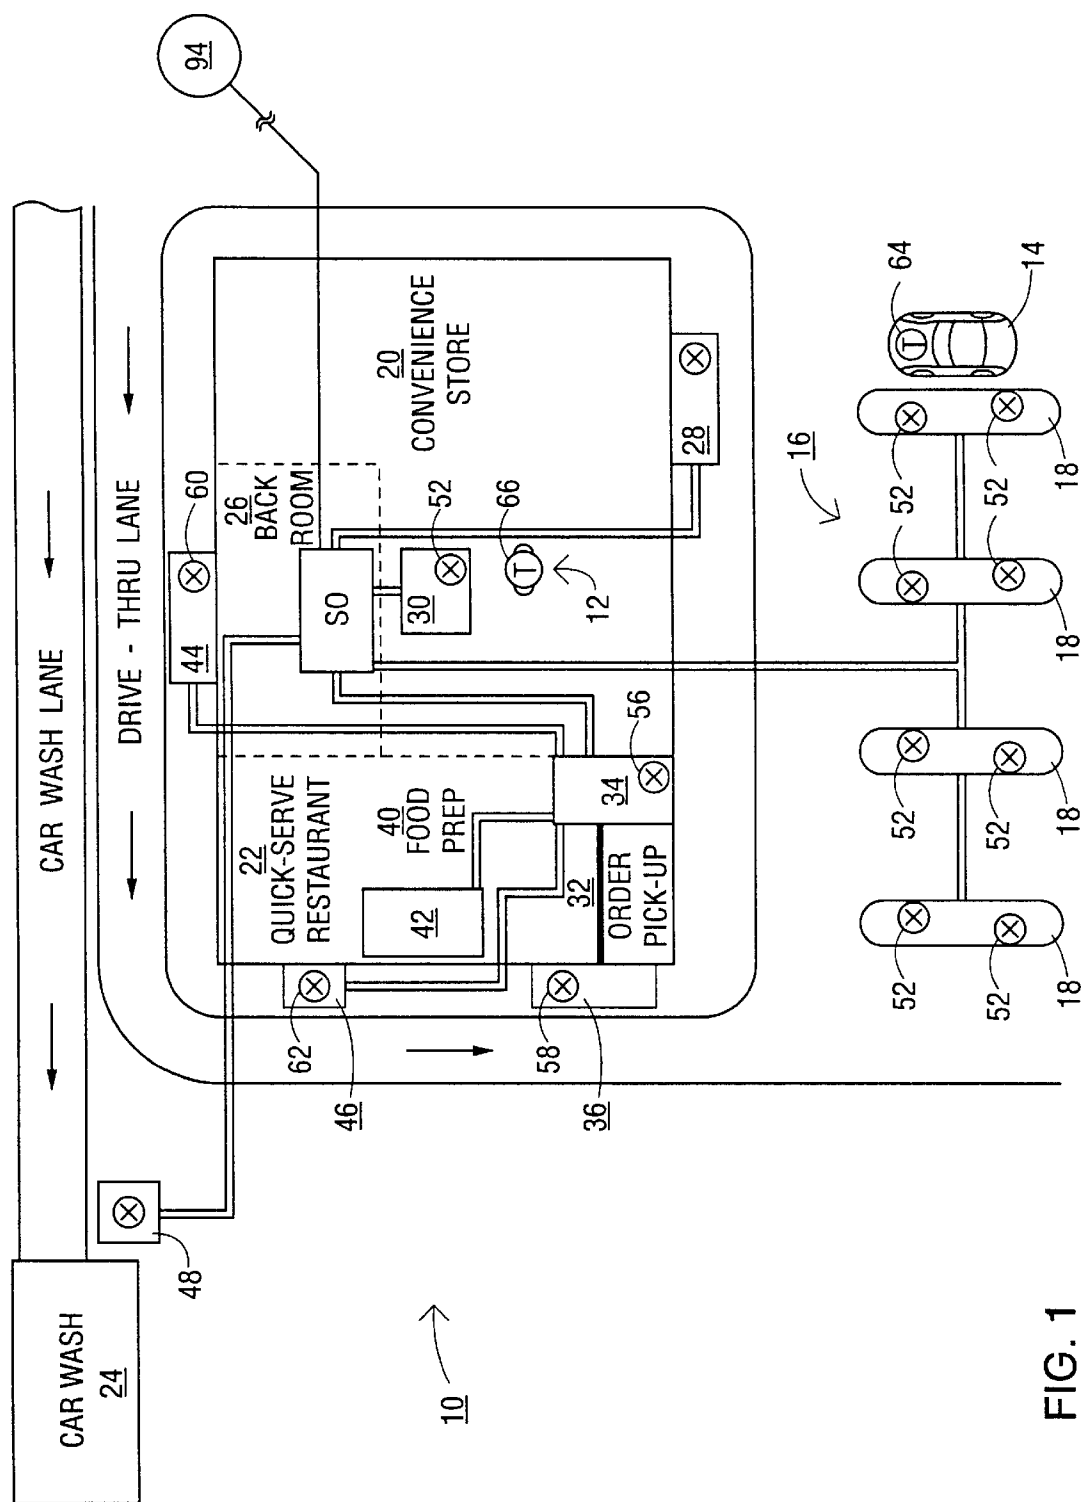 CAR WASH
24
CAR WASH LANE
DRIVE - THRU LANE
94
48
44
60
22
QUICK-SERVE
RESTAURANT
26
BACK
ROOM
62
46
SO
20
CONVENIENCE
STORE
40
FOOD
PREP
42
30
52
10
T
66
12
58
36
32
34
56
ORDER
PICK-UP
28
16
52
52
52
52
T
64
52
52
52
52
14
18
18
18
18
FIG. 1